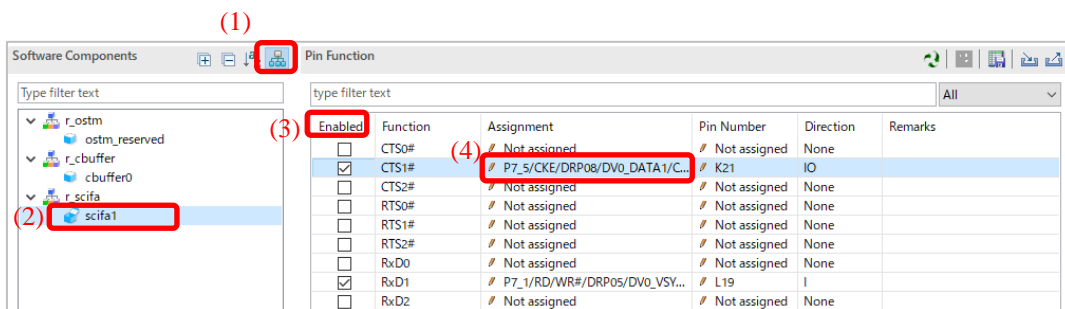 (1)
Software Components
Pin Function
Type filter text
type filter text
All
r_ostm
ostm_reserved
r_cbuffer
cbuffer0
r_scifa
(2) scifa1
(3) Enabled Function Assignment Pin Number Direction Remarks
CTS0# Not assigned Not assigned None
(4)
CTS1# P7_5/CKE/DRP08/DV0_DATA1/C... K21 IO
CTS2# Not assigned Not assigned None
RTS0# Not assigned Not assigned None
RTS1# Not assigned Not assigned None
RTS2# Not assigned Not assigned None
RxD0 Not assigned Not assigned None
RxD1 P7_1/RD/WR#/DRP05/DV0_VSY... L19 I
RxD2 Not assigned Not assigned None